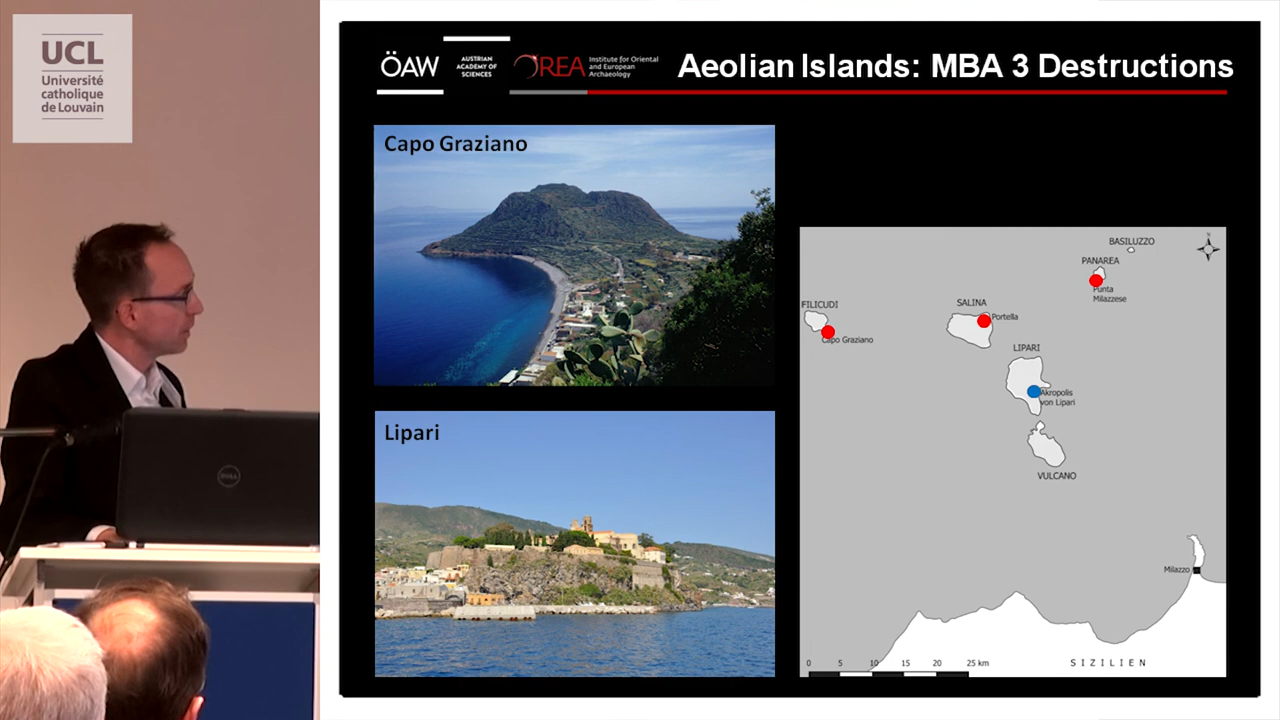 UCL
Université
catholique
de Louvain
ÖAW
AUSTRIAN
ACADEMY OF
SCIENCES
OREA
Institute for Oriental
and European
Archaeology
Aeolian Islands: MBA 3 Destructions
Capo Graziano
Lipari
BASILUZZO
N
PANAREA
Punta
Milazzese
FILICUDI
Capo Graziano
SALINA
Portella
LIPARI
Akropolis
von Lipari
VULCANO
Milazzo
SIZILIEN
0 5 10 15 20 25 km
DELL